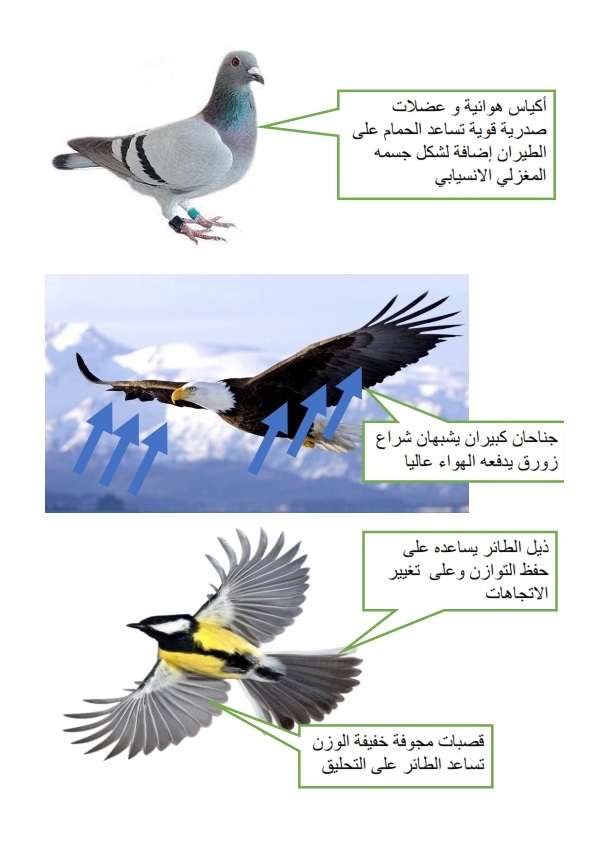 أكياس هوائية و عضلات
صدرية قوية تساعد الحمام على
الطيران إضافة لشكل جسمه
المغزلي الانسيابي
جناحان كبيران يشبهان شراع
زورق يدفعه الهواء عاليا
ذيل الطائر يساعده على
حفظ التوازن وعلى تغيير
الاتجاهات
قصبات مجوفة خفيفة الوزن
تساعد الطائر على التحليق